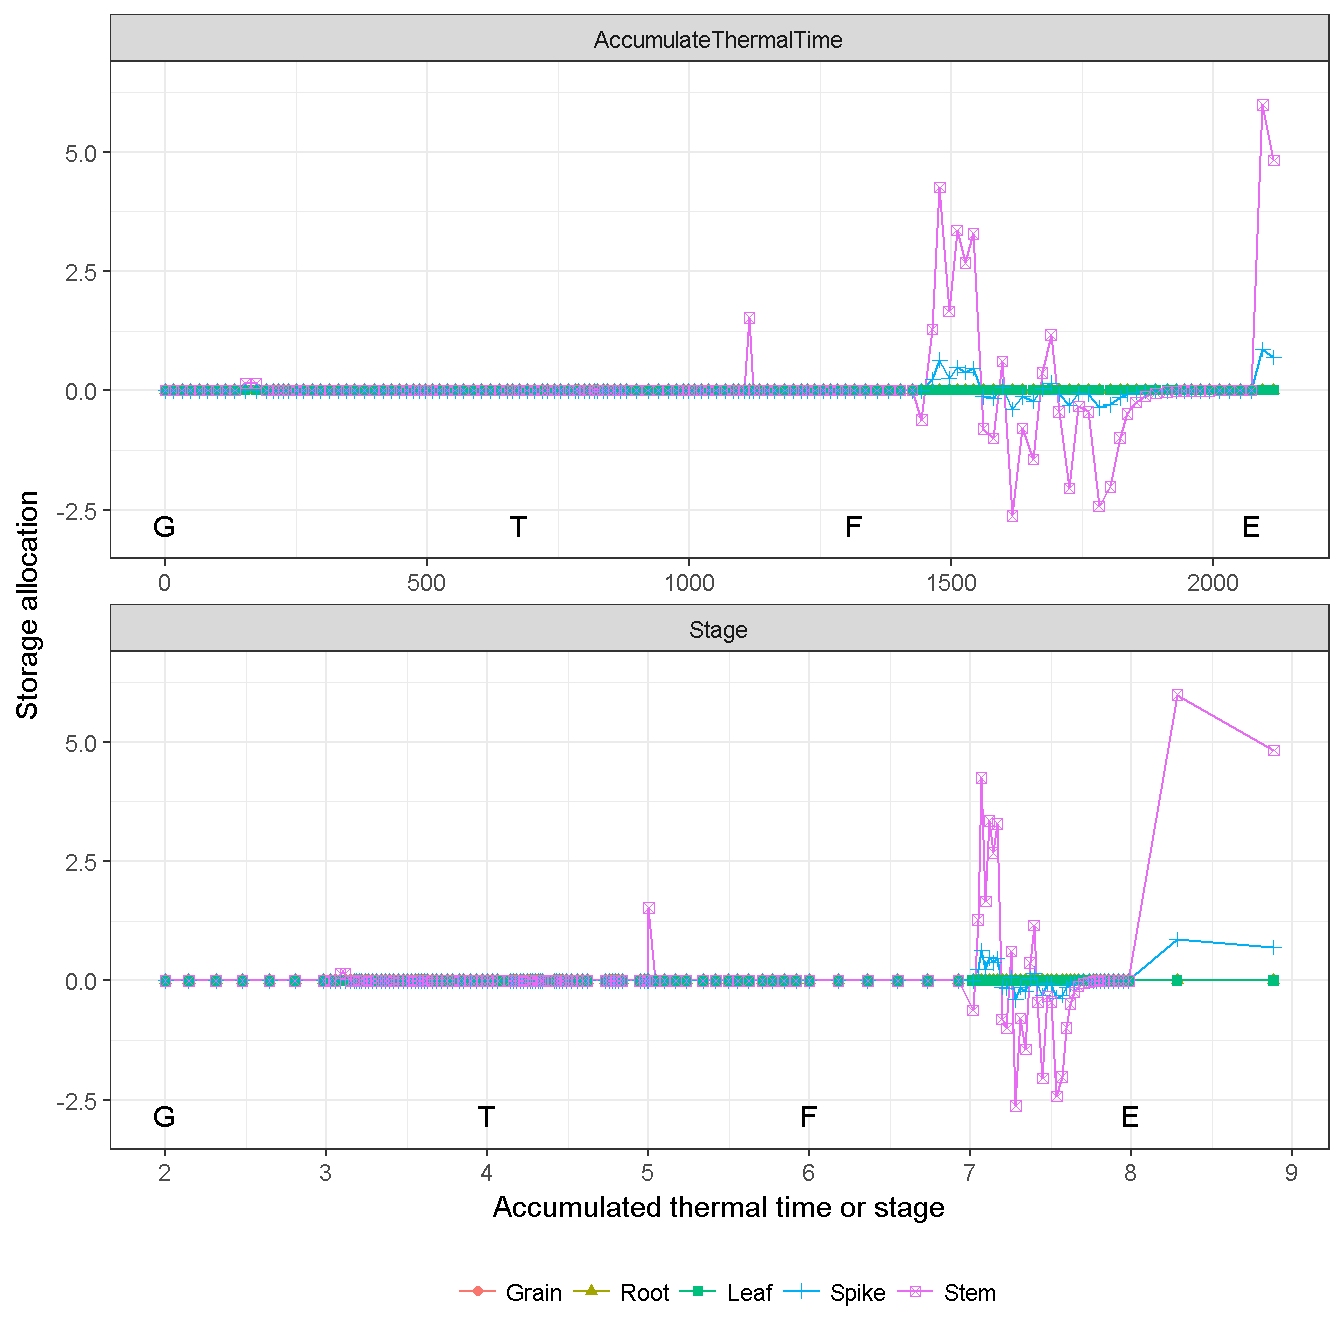 AccumulateThermalTime
5.0
2.5
0.0
-2.5
G T F E
0 500 1000 1500 2000
Storage allocation
Stage
5.0
2.5
0.0
-2.5
G T F E
2 3 4 5 6 7 8 9
Accumulated thermal time or stage
Grain Root Leaf Spike Stem